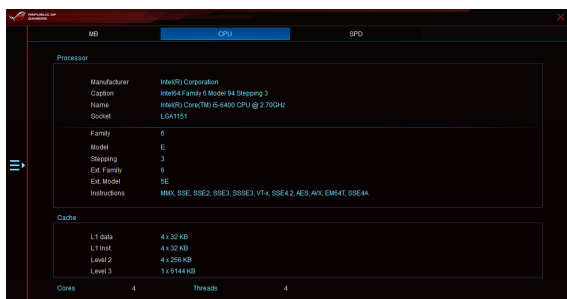 REPUBLIC OF
GAMERS
MB CPU SPD
Processor
Manufacturer Intel(R) Corporation
Caption Intel64 Family 6 Model 94 Stepping 3
Name Intel(R) Core(TM) i5-6400 CPU @ 2.70GHz
Socket LGA1151
Family 6
Model E
Stepping 3
Ext. Family 6
Ext. Model 5E
Instructions MMX, SSE, SSE2, SSE3, SSSE3, VT-x, SSE4.2, AES, AVX, EM64T, SSE4A
Cache
L1 data 4 x 32 KB
L1 Inst. 4 x 32 KB
Level 2 4 x 256 KB
Level 3 1 x 6144 KB
Cores 4 Threads 4